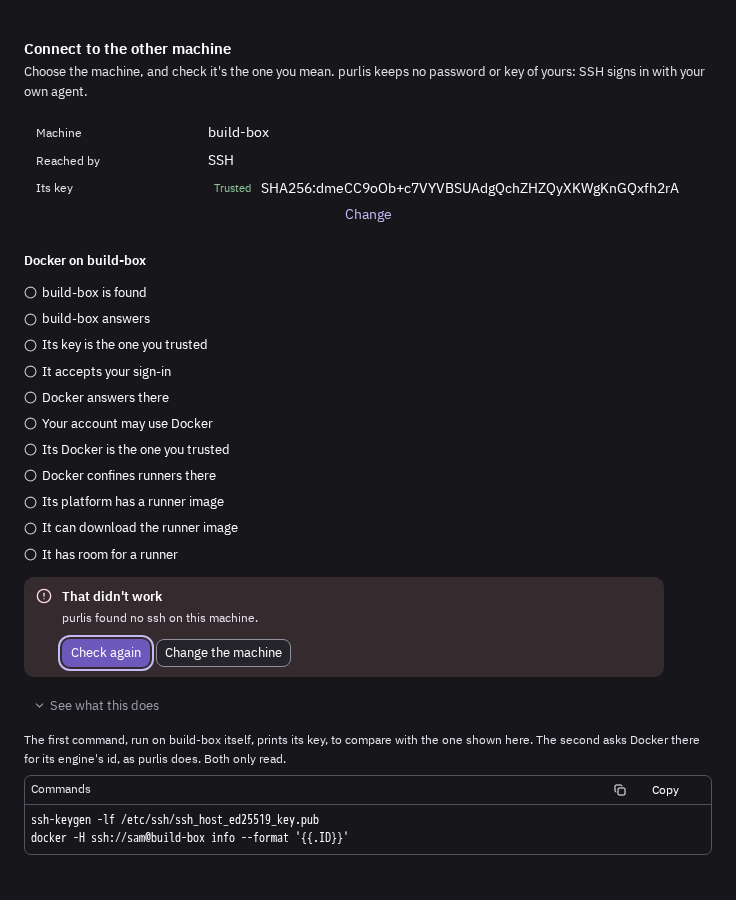 Connect to the other machine
Choose the machine, and check it's the one you mean. purlis keeps no password or key of yours: SSH signs in with your
own agent.
Machine build-box
Reached by SSH
Its key Trusted SHA256:dmeCC9oOb+c7VYVBSUAdgQchZHZQyXKWgKnGQxfh2rA
Change
Docker on build-box
build-box is found
build-box answers
Its key is the one you trusted
It accepts your sign-in
Docker answers there
Your account may use Docker
Its Docker is the one you trusted
Docker confines runners there
Its platform has a runner image
It can download the runner image
It has room for a runner
That didn't work
purlis found no ssh on this machine.
Check again Change the machine
See what this does
The first command, run on build-box itself, prints its key, to compare with the one shown here. The second asks Docker there
for its engine's id, as purlis does. Both only read.
Commands Copy
ssh-keygen -lf /etc/ssh/ssh_host_ed25519_key.pub
docker -H ssh://sam@build-box info --format '{{.ID}}'